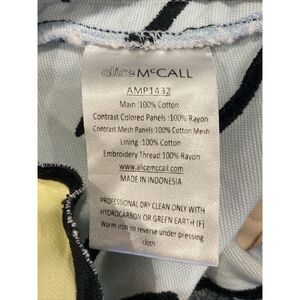 alice McCALL
AMP1432
Main :100% Cotton
Contrast Colored Panels :100% Rayon
Contrast Mesh Panels :100% Cotton Mesh
Lining :100% Cotton
Embroidery Thread:100% Rayon
www.alicemccall.com
MADE IN INDONESIA
PROFESSIONAL DRY CLEAN ONLY WITH
HYDROCARBON OR GREEN EARTH (F)
Warm iron on reverse under pressing
cloth